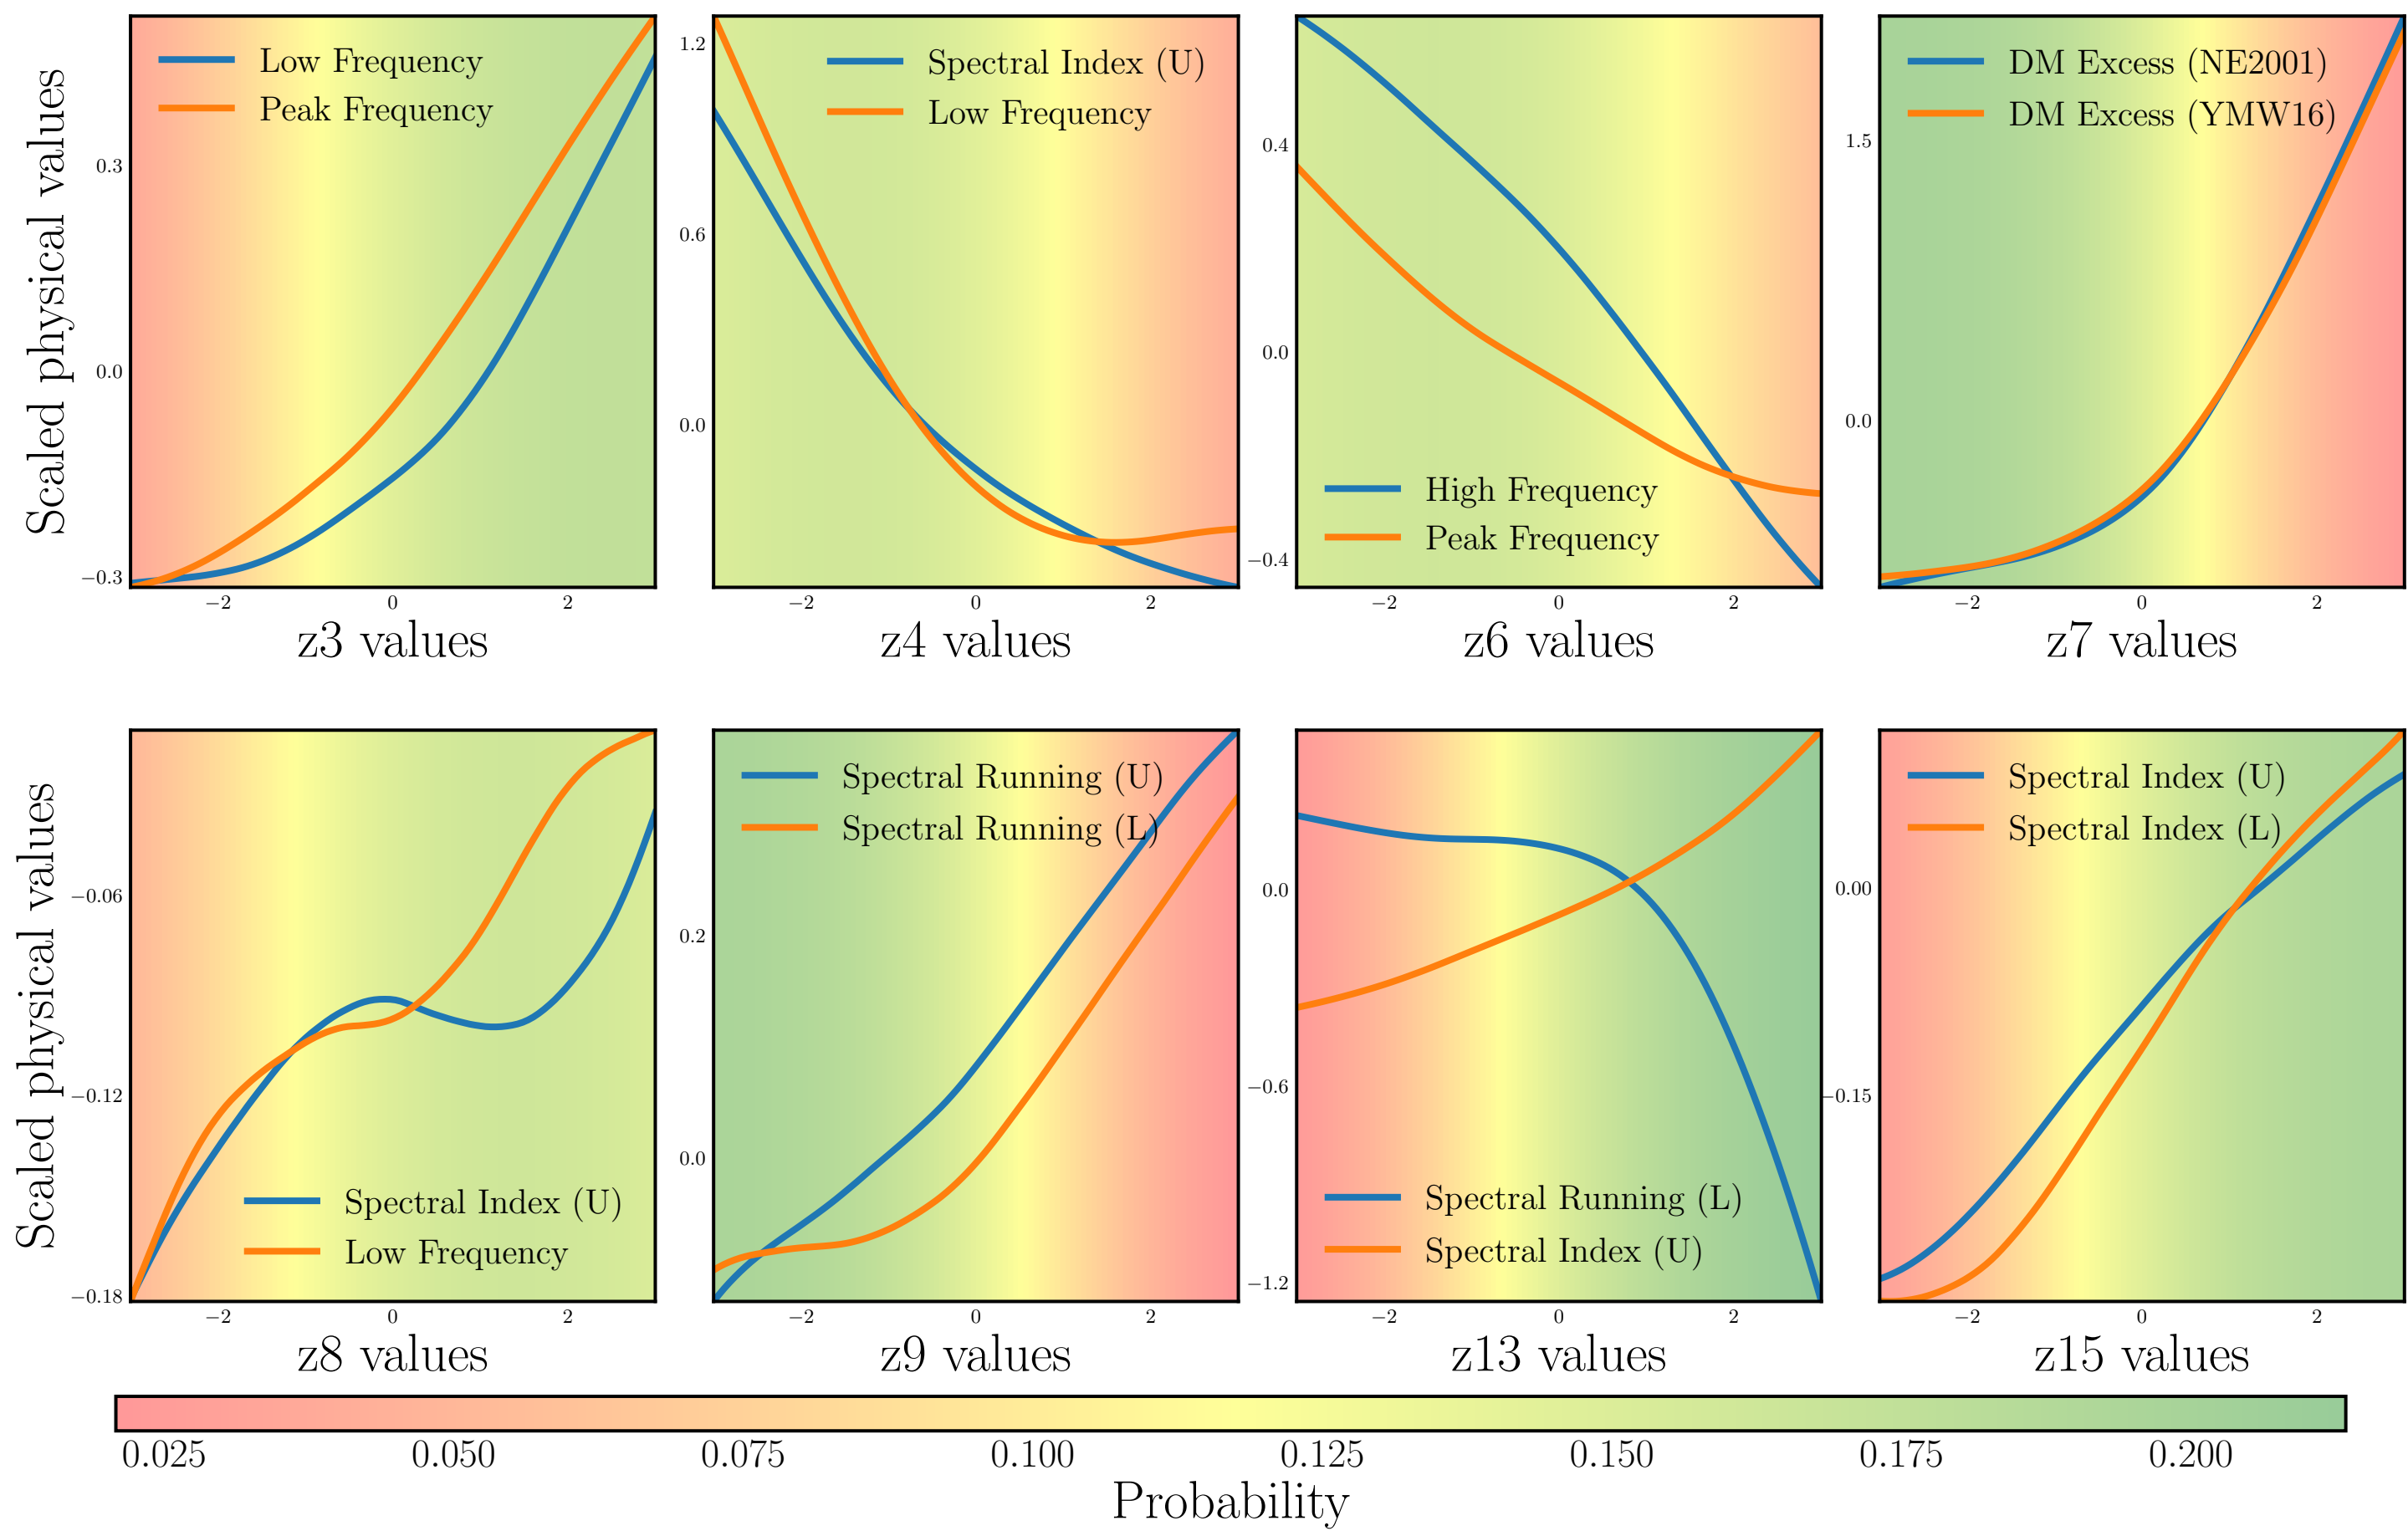 Scaled physical values
Low Frequency
Peak Frequency
0.3
0.0
−0.3
−2 0 2
z3 values
Spectral Index (U)
Low Frequency
1.2
0.6
0.0
−2 0 2
z4 values
High Frequency
Peak Frequency
0.4
0.0
−0.4
−2 0 2
z6 values
DM Excess (NE2001)
DM Excess (YMW16)
1.5
0.0
−2 0 2
z7 values
Scaled physical values
Spectral Index (U)
Low Frequency
−0.06
−0.12
−0.18
−2 0 2
z8 values
Spectral Running (U)
Spectral Running (L)
0.2
0.0
−2 0 2
z9 values
Spectral Running (L)
Spectral Index (U)
0.0
−0.6
−1.2
−2 0 2
z13 values
Spectral Index (U)
Spectral Index (L)
0.00
−0.15
−2 0 2
z15 values
0.025 0.050 0.075 0.100 0.125 0.150 0.175 0.200
Probability